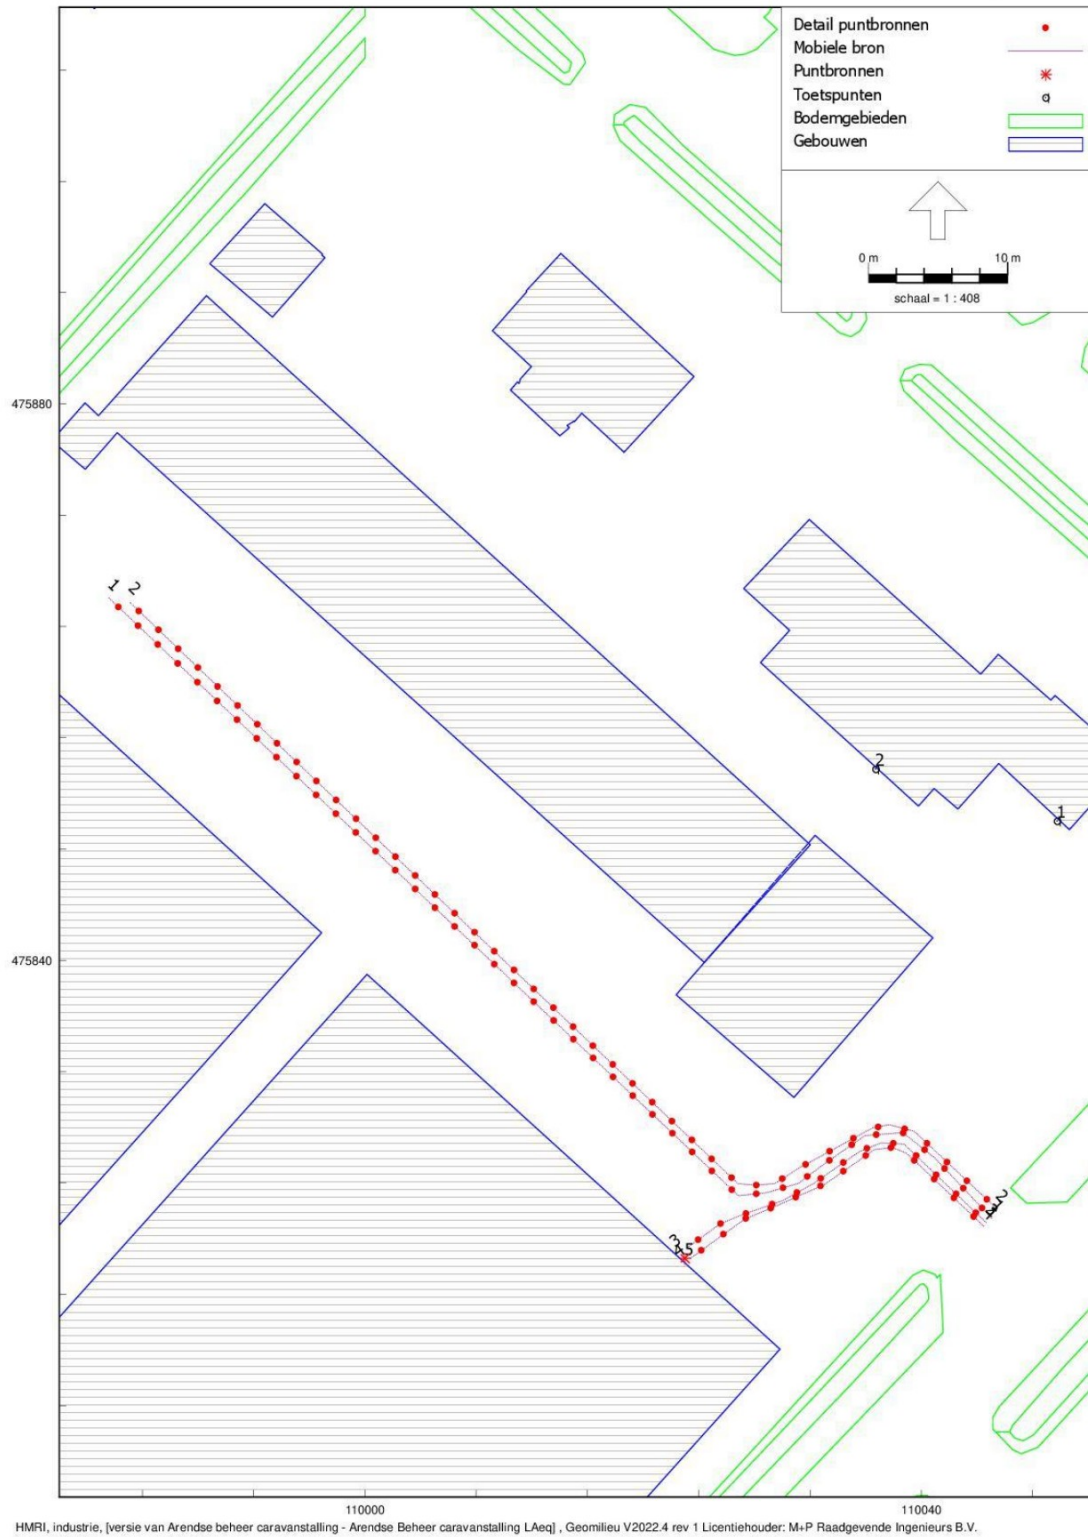 Detail puntbronnen
Mobiele bron
Puntbronnen
Toetspunten
Bodemgebieden
Gebouwen
0 m 10 m
schaal = 1 : 408
475880
1 2
2
1
475840
2
1
4
3
5
110000 110040
HMRI, industrie, [versie van Arendse beheer caravanstalling - Arendse Beheer caravanstalling LAeq] , Geomilieu V2022.4 rev 1 Licentiehouder: M+P Raadgevende Ingenieurs B.V.